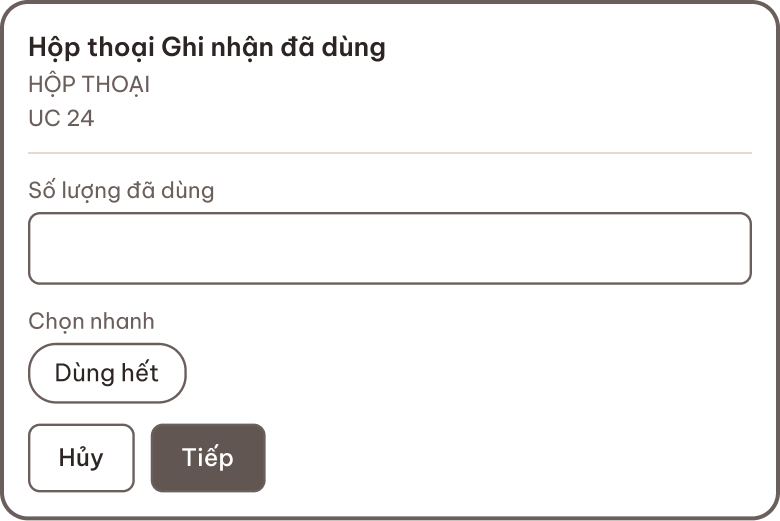 Hộp thoại Ghi nhận đã dùng
HỘP THOẠI
UC 24
Số lượng đã dùng
Chọn nhanh
Dùng hết
Hủy
Tiếp